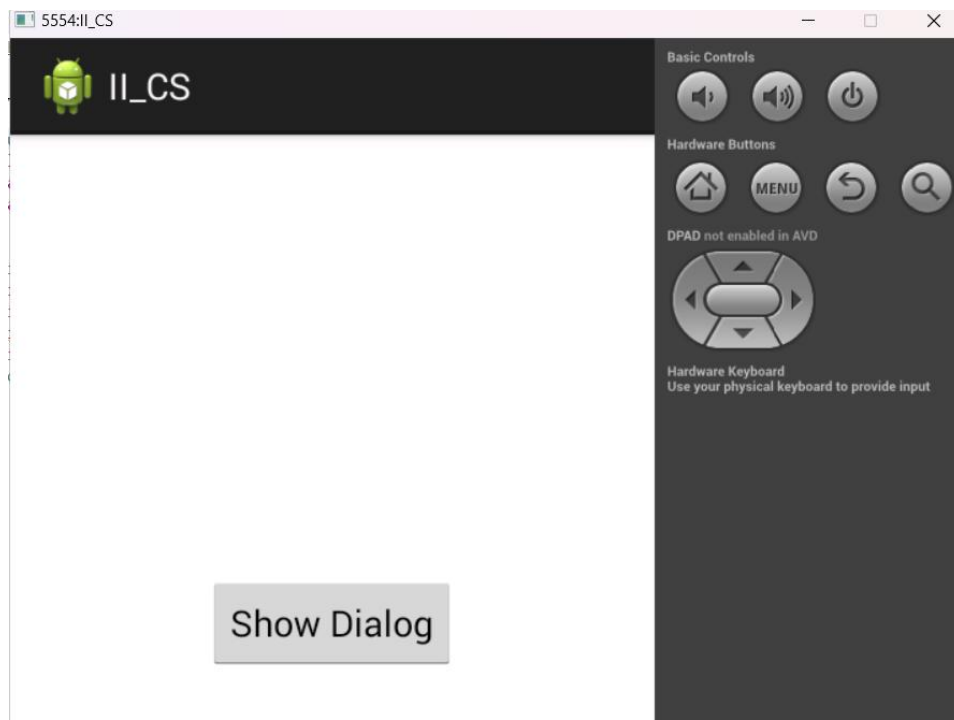 5554:II_CS
II_CS
Basic Controls
Hardware Buttons
MENU
DPAD not enabled in AVD
Hardware Keyboard
Use your physical keyboard to provide input
Show Dialog